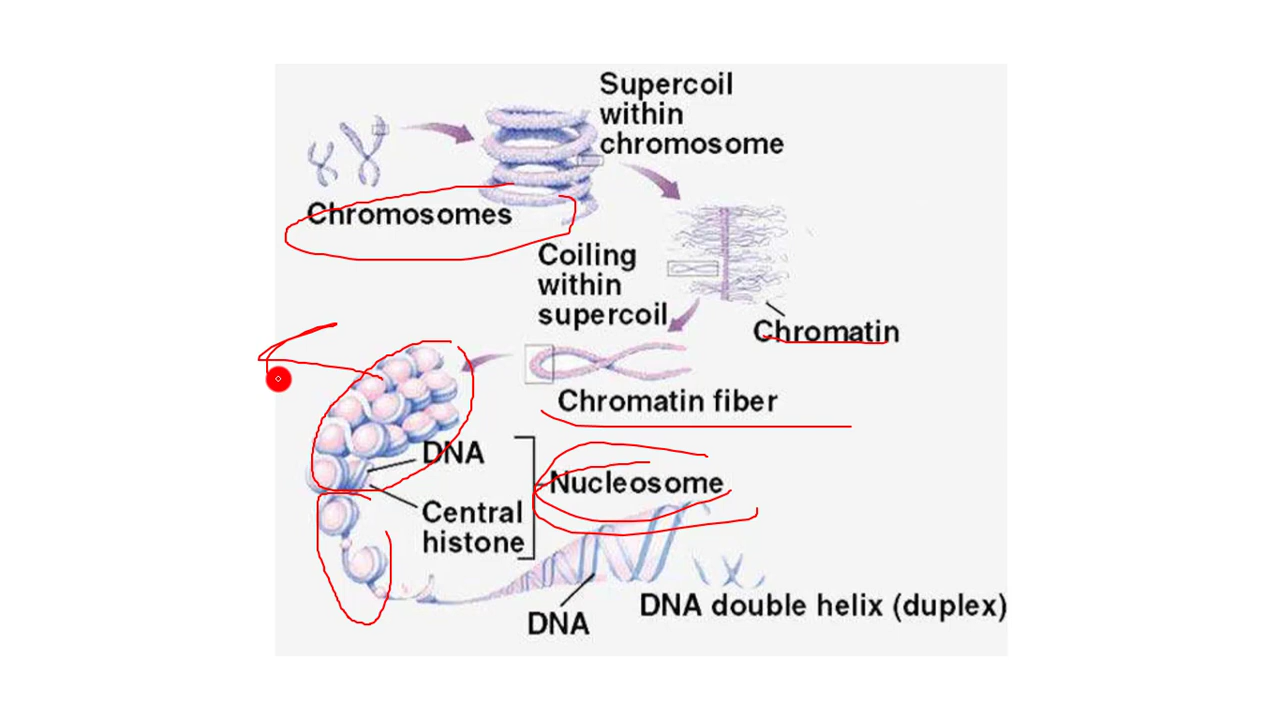 Supercoil
within
chromosome
Chromosomes
Coiling
within
supercoil
Chromatin
Chromatin fiber
DNA
Nucleosome
Central
histone
DNA double helix (duplex)
DNA